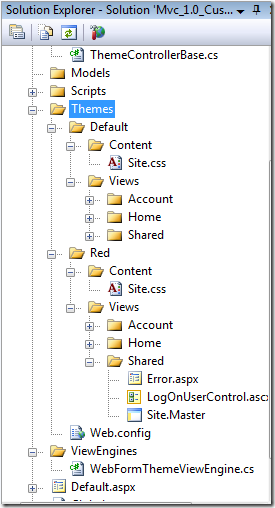 Solution Explorer - Solution 'Mvc_1.0_Cus...
ThemeControllerBase.cs
Models
Scripts
Themes
Default
Content
Site.css
Views
Account
Home
Shared
Red
Content
Site.css
Views
Account
Home
Shared
Error.aspx
LogOnUserControl.ascx
Site.Master
Web.config
ViewEngines
WebFormThemeViewEngine.cs
Default.aspx